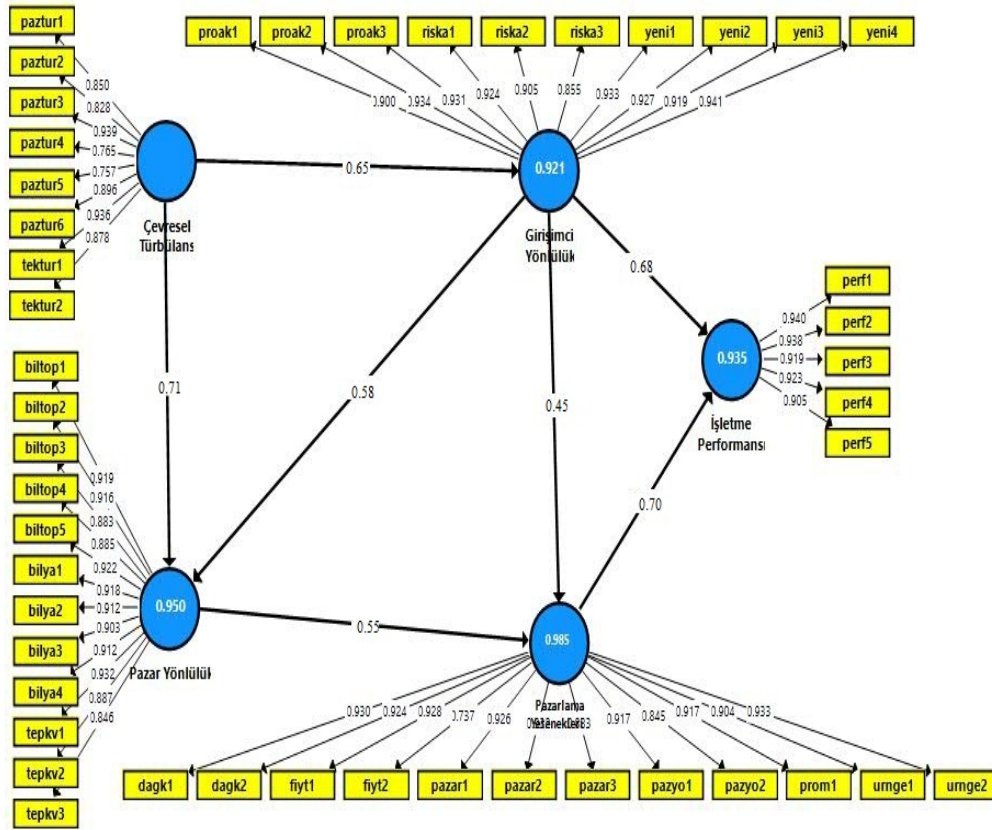 paztur1
paztur2
paztur3
paztur4
paztur5
paztur6
tektur1
tektur2
0.850
0.828
0.939
0.765
0.757
0.896
0.936
0.878
Çevresel
Türbülans
proak1 proak2 proak3 riska1 riska2 riska3 yeni1 yeni2 yeni3 yeni4
0.900 0.934 0.931 0.924 0.905 0.855 0.933 0.927 0.919 0.941
0.921
Girişimci
Yönlülük
0.65
0.71
0.58
0.45
0.68
0.70
0.55
0.935
İşletme
Performansı
0.940
0.938
0.919
0.923
0.905
perf1
perf2
perf3
perf4
perf5
biltop1
biltop2
biltop3
biltop4
biltop5
bilya1
bilya2
bilya3
bilya4
tepkv1
tepkv2
tepkv3
0.919
0.916
0.883
0.885
0.922
0.918
0.912
0.903
0.912
0.932
0.887
0.846
0.950
Pazar Yönlülük
0.985
Pazarlama
Yetenekleri
0.930 0.924 0.928 0.737 0.926 0.917 0.845 0.917 0.904 0.933
dagk1 dagk2 fiyt1 fiyt2 pazar1 pazar2 pazar3 pazyo1 pazyo2 prom1 urnge1 urnge2